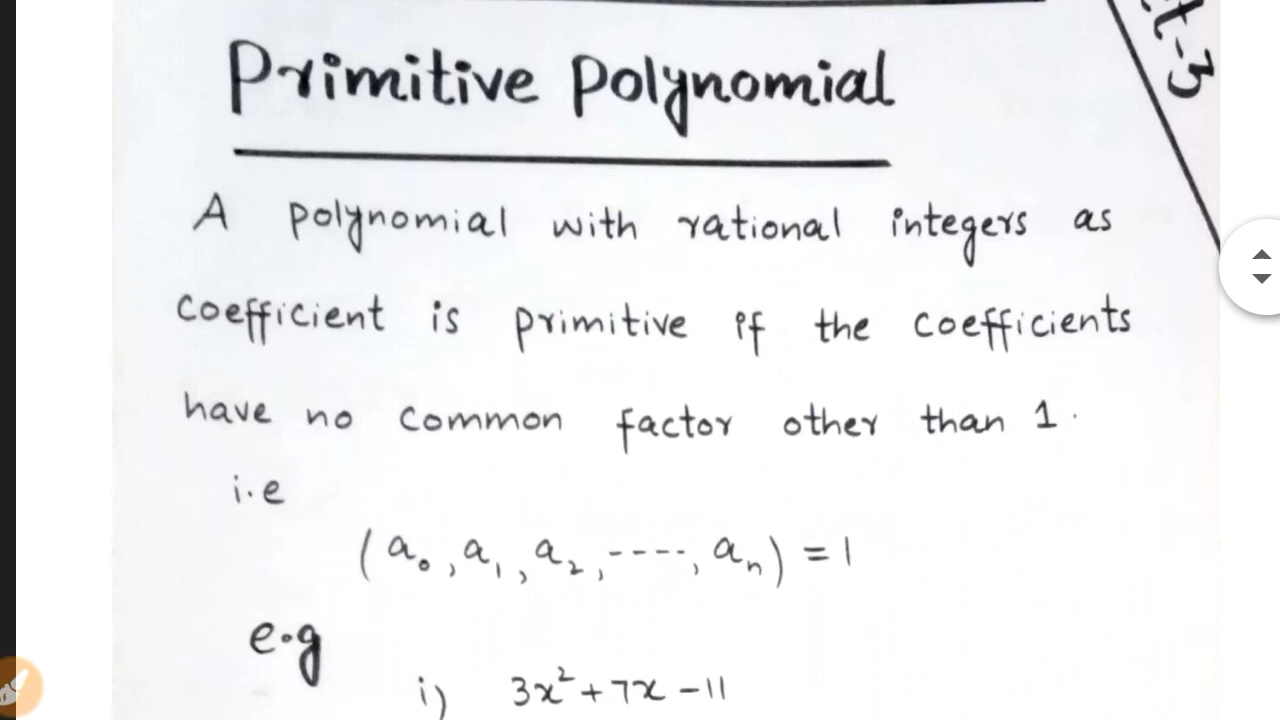 Primitive Polynomial
A polynomial with rational integers as
coefficient is primitive if the coefficients
have no common factor other than 1.
i.e
(a₀, a₁, a₂, ----, aₙ) = 1
e.g
i) 3x² + 7x - 11